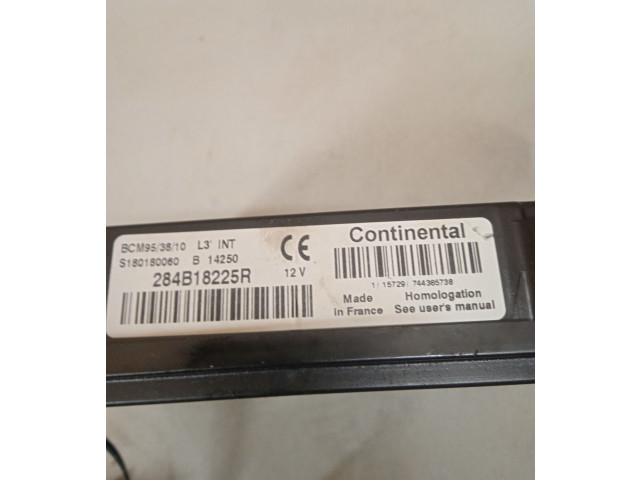 BCM95/38/10 L3' INT
S180180060 B 14250
284B18225R
CE
12 V
Continental
1/ 15729/ 744385738
Made in France
Homologation
See user's manual